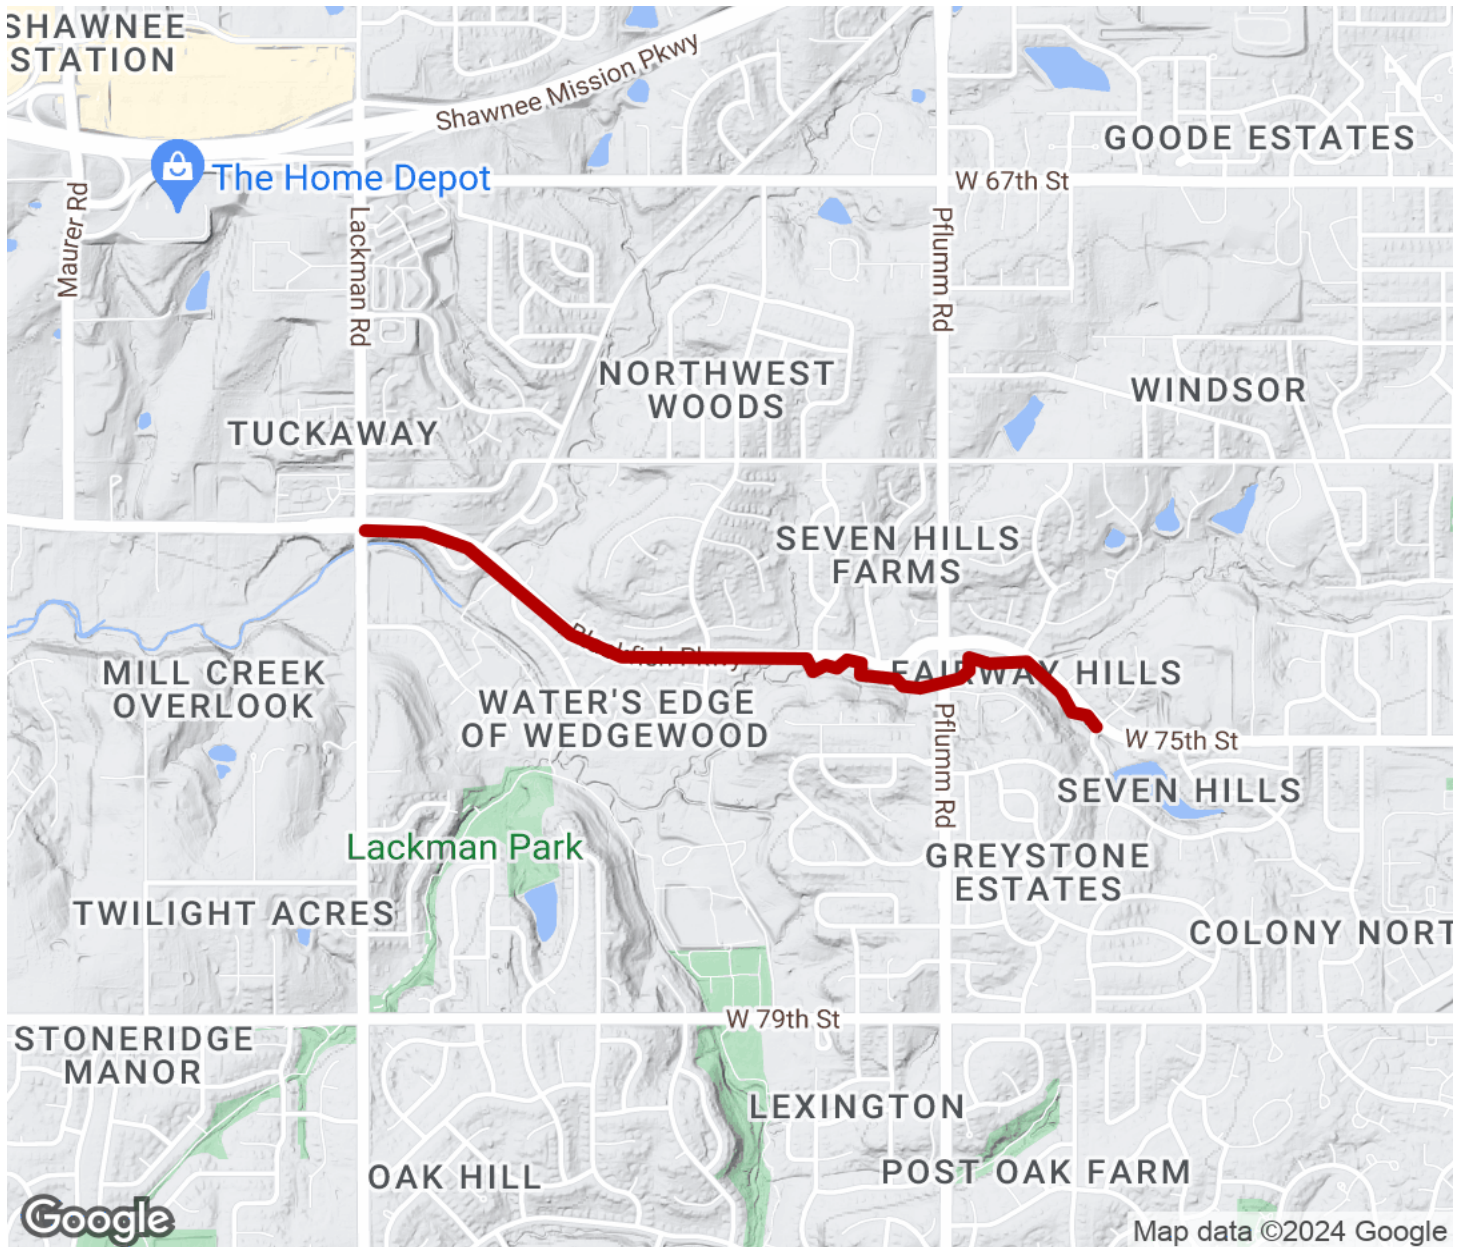 SHAWNEE
STATION
Shawnee Mission Pkwy
GOODE ESTATES
The Home Depot
W 67th St
Maurer Rd
Lackman Rd
Pflumm Rd
NORTHWEST
WOODS
WINDSOR
TUCKAWAY
SEVEN HILLS
FARMS
Pkwy
FAIRWAY HILLS
MILL CREEK
OVERLOOK
WATER'S EDGE
OF WEDGEWOOD
Pflumm Rd
W 75th St
SEVEN HILLS
Lackman Park
GREYSTONE
ESTATES
TWILIGHT ACRES
COLONY NORT
W 79th St
STONERIDGE
MANOR
LEXINGTON
OAK HILL
POST OAK FARM
Google
Map data ©2024 Google